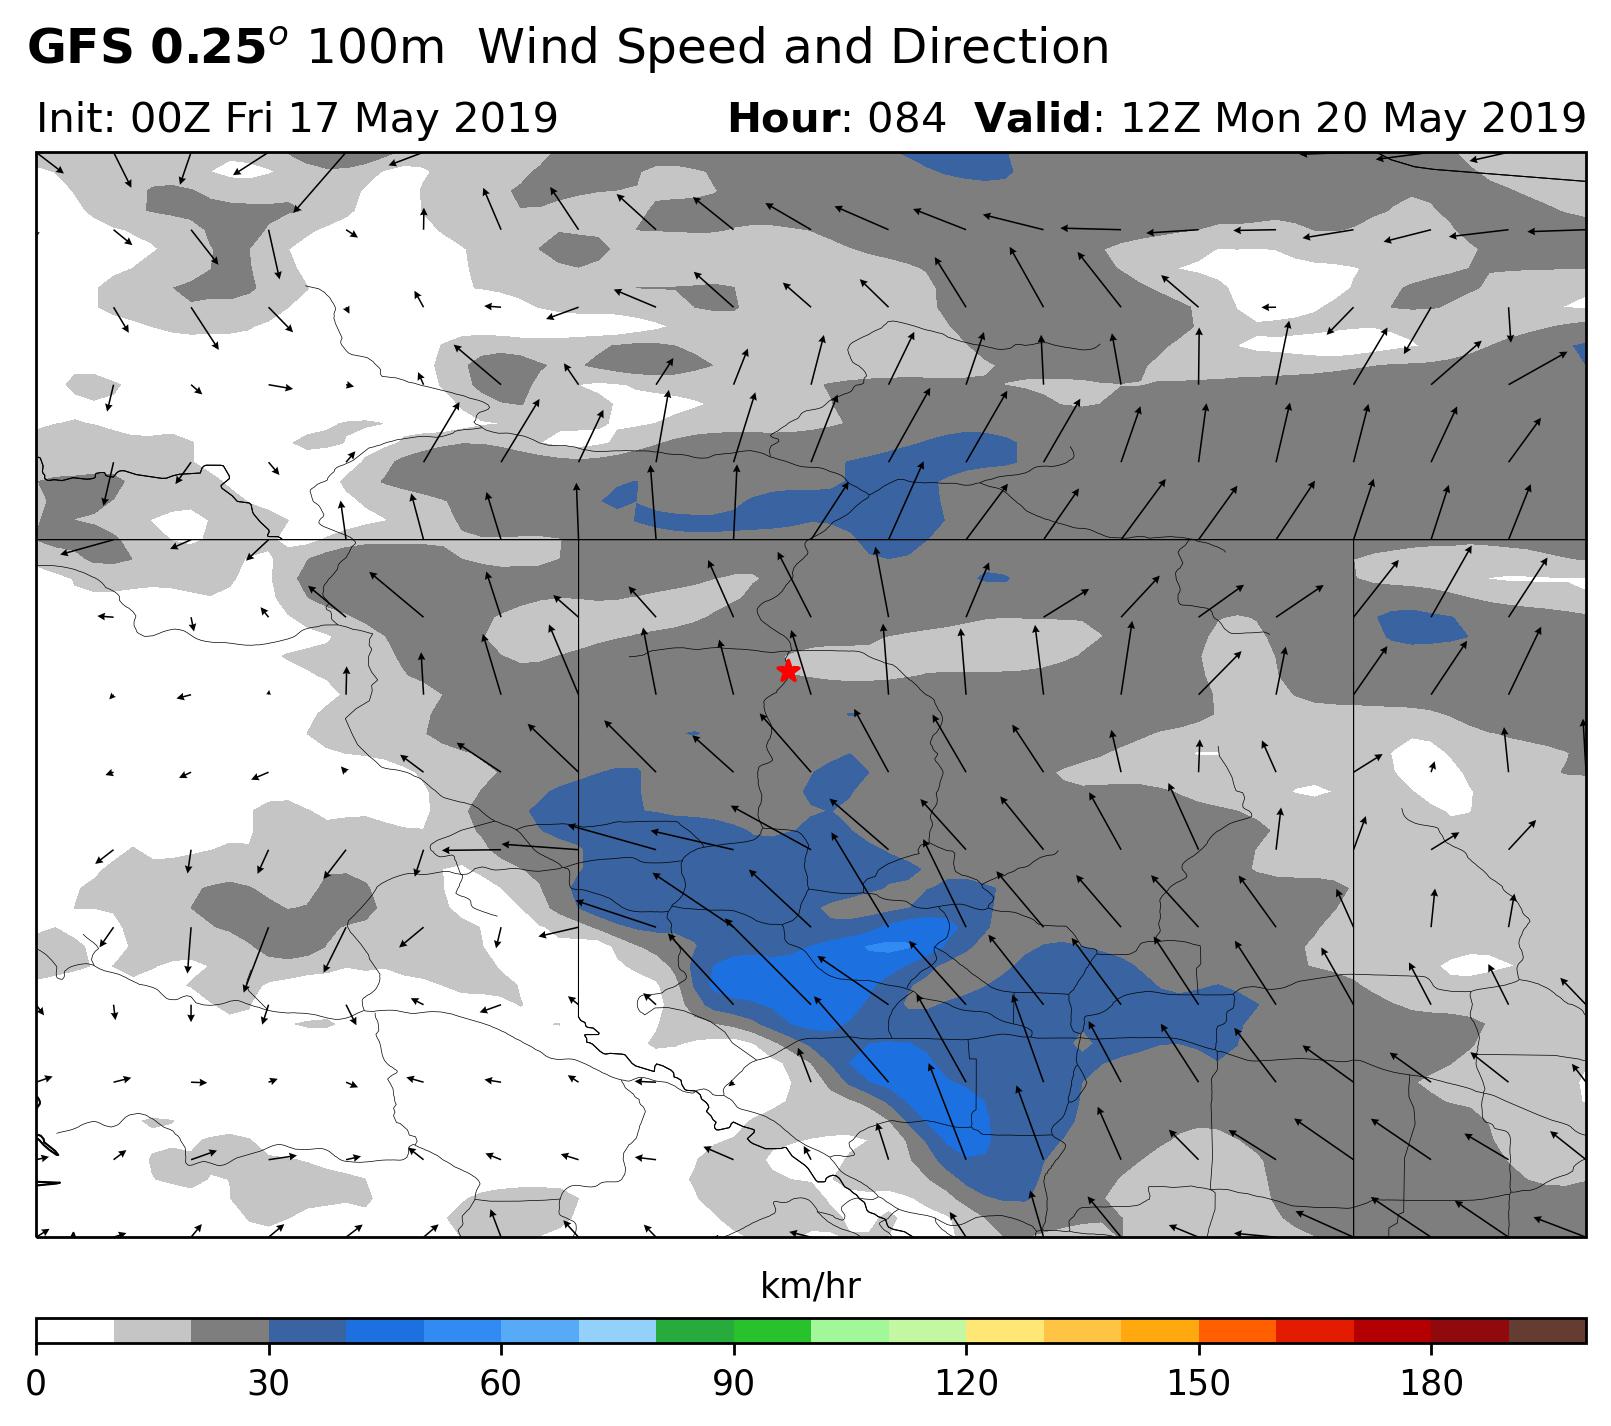 GFS 0.25° 100m Wind Speed and Direction
Init: 00Z Fri 17 May 2019 Hour: 084 Valid: 12Z Mon 20 May 2019
km/hr
0 30 60 90 120 150 180